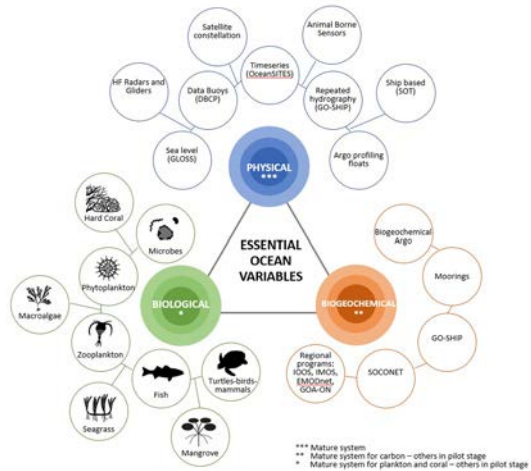 Satellite
constellation
Animal Borne
Sensors
Timeseries
(OceanSITES)
HF Radars and
Gliders
Data Buoys
(DBCP)
Repeated
hydrography
(GO-SHIP)
Ship based
(SOT)
Sea level
(GLOSS)
Argo profiling
floats
PHYSICAL
***
Hard Coral
Microbes
Phytoplankton
Macroalgae
Zooplankton
Fish
Turtles-birds-
mammals
Seagrass
Mangrove
BIOLOGICAL
*
ESSENTIAL
OCEAN
VARIABLES
BIOGEOCHEMICAL
**
Biogeochemical
Argo
Moorings
GO-SHIP
SOCONET
Regional
programs:
IOOS, IMOS,
EMODnet,
GOA-ON
*** Mature system
** Mature system for carbon – others in pilot stage
* Mature system for plankton and coral – others in pilot stage